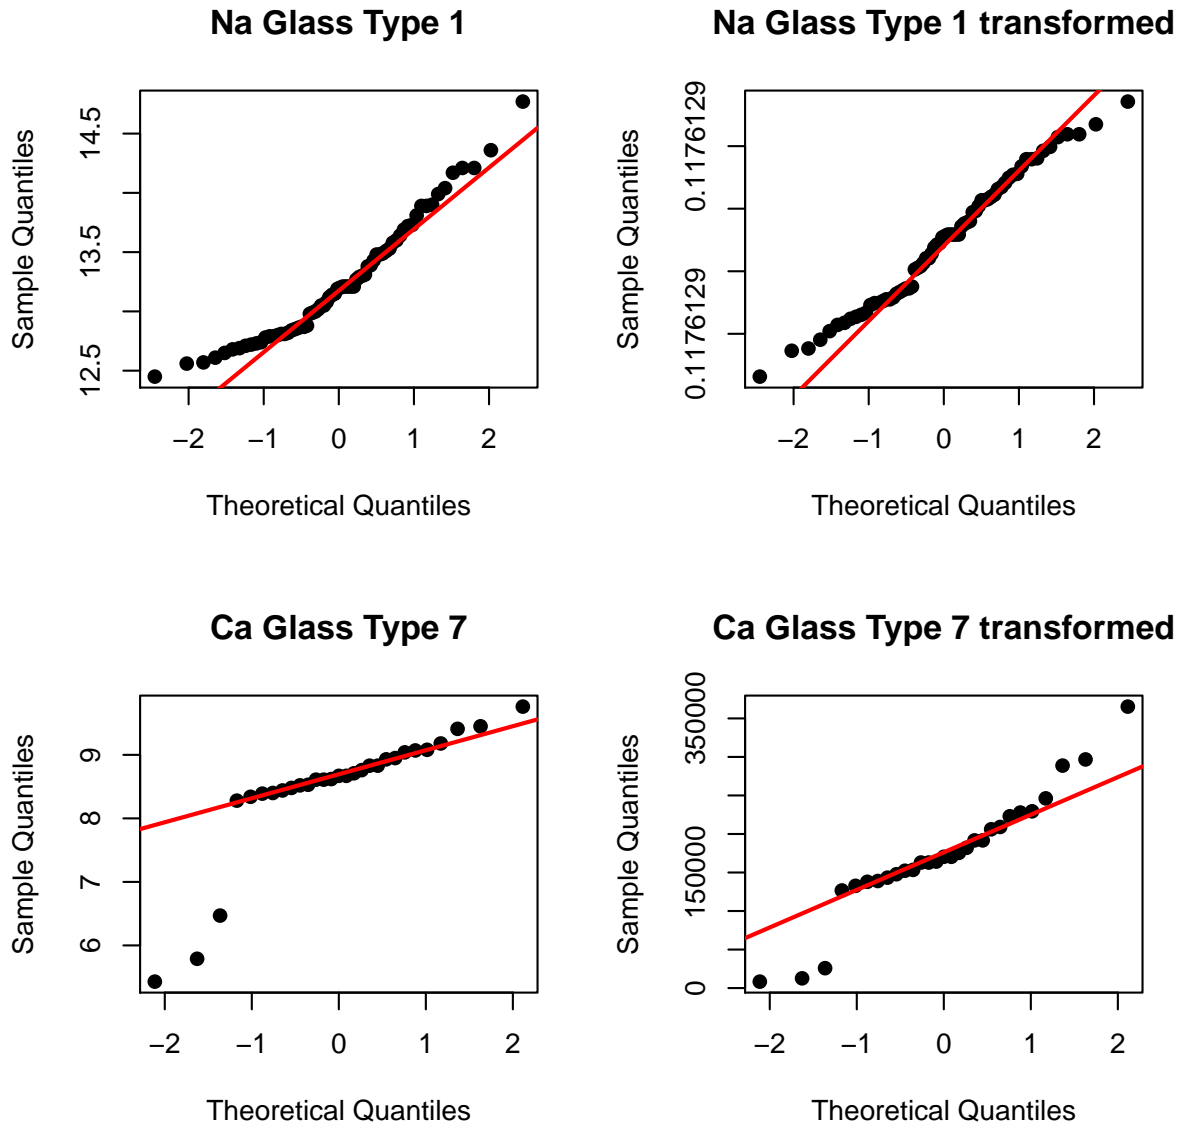 Na Glass Type 1
Sample Quantiles
14.5
13.5
12.5
−2 −1 0 1 2
Theoretical Quantiles
Na Glass Type 1 transformed
Sample Quantiles
0.1176129
0.1176129
−2 −1 0 1 2
Theoretical Quantiles
Ca Glass Type 7
Sample Quantiles
9
8
7
6
−2 −1 0 1 2
Theoretical Quantiles
Ca Glass Type 7 transformed
Sample Quantiles
350000
150000
0
−2 −1 0 1 2
Theoretical Quantiles